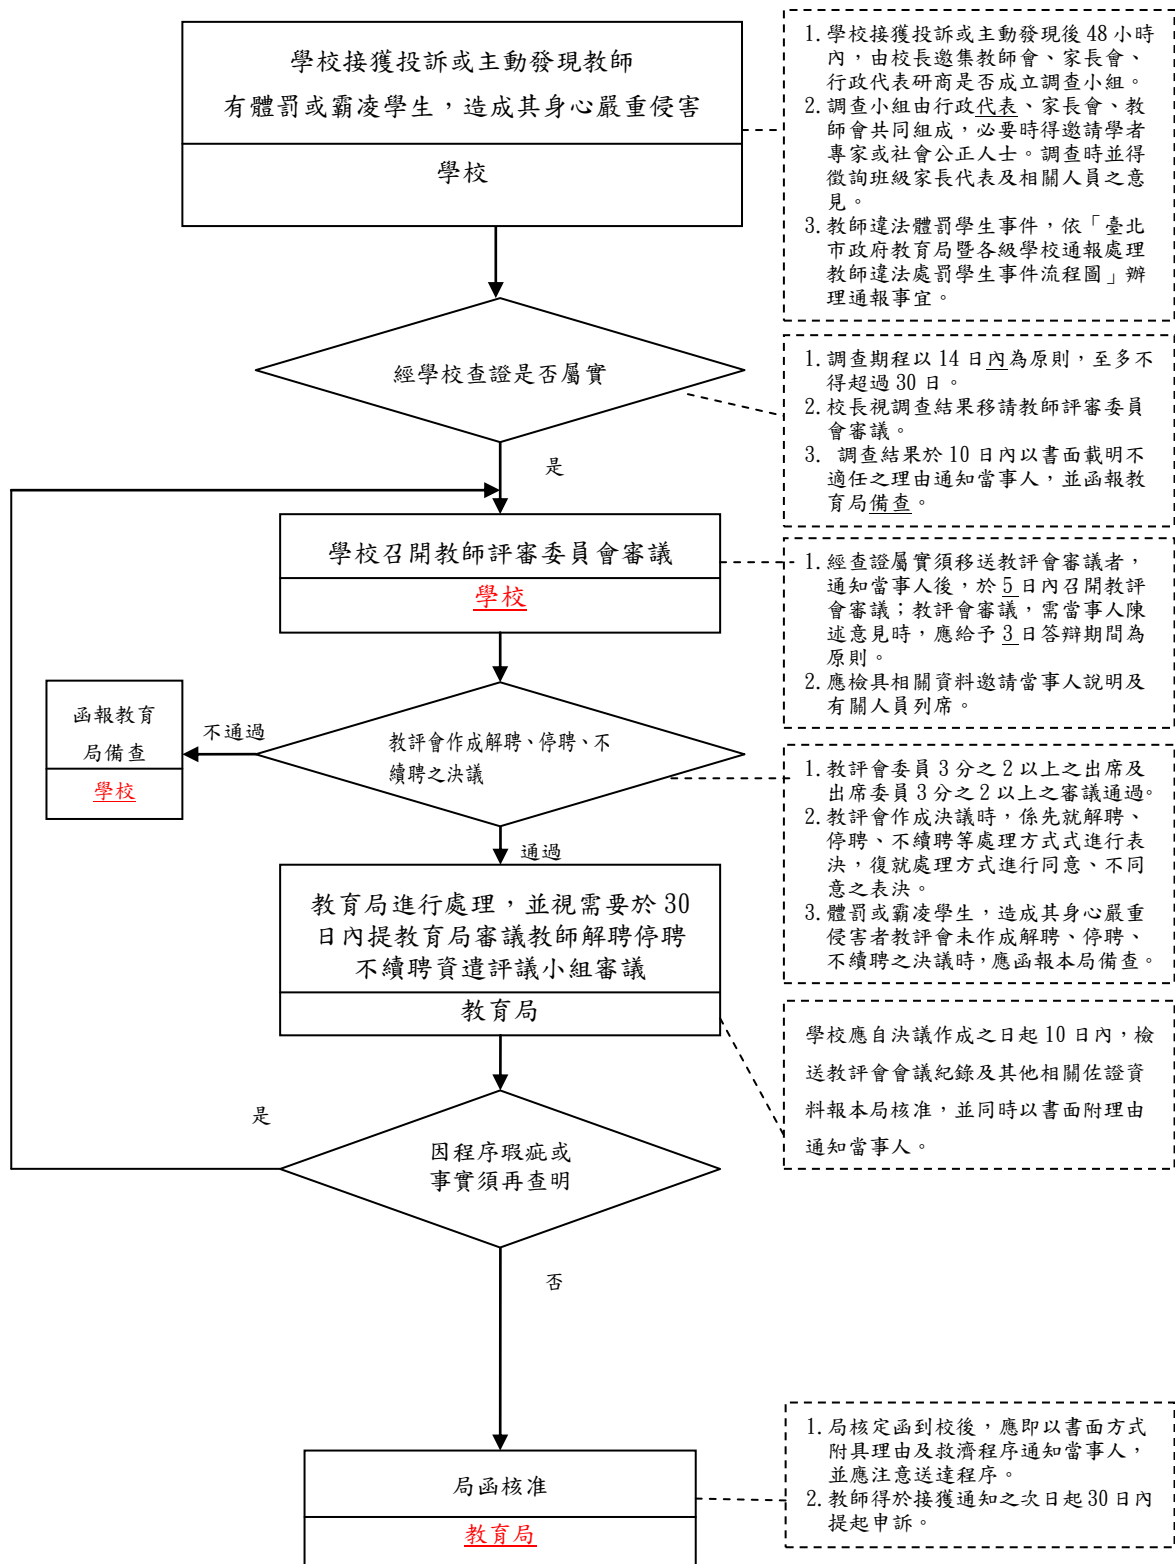 學校接獲投訴或主動發現教師
有體罰或霸凌學生，造成其身心嚴重侵害
學校
1. 學校接獲投訴或主動發現後 48 小時
內，由校長邀集教師會、家長會、
行政代表研商是否成立調查小組。
2. 調查小組由行政代表、家長會、教
師會共同組成，必要時得邀請學者
專家或社會公正人士。調查時並得
徵詢班級家長代表及相關人員之意
見。
3. 教師違法體罰學生事件，依「臺北
市政府教育局暨各級學校通報處理
教師違法處罰學生事件流程圖」辦
理通報事宜。
經學校查證是否屬實
1. 調查期程以 14 日內為原則，至多不
得超過 30 日。
2. 校長視調查結果移請教師評審委員
會審議。
3. 調查結果於 10 日內以書面載明不
適任之理由通知當事人，並函報教
育局備查。
是
學校召開教師評審委員會審議
學校
1. 經查證屬實須移送教評會審議者，
通知當事人後，於 5 日內召開教評
會審議；教評會審議，需當事人陳
述意見時，應給予 3 日答辯期間為
原則。
2. 應檢具相關資料邀請當事人說明及
有關人員列席。
函報教育
局備查
學校
不通過
教評會作成解聘、停聘、不
續聘之決議
1. 教評會委員 3 分之 2 以上之出席及
出席委員 3 分之 2 以上之審議通過。
2. 教評會作成決議時，係先就解聘、
停聘、不續聘等處理方式式進行表
決，復就處理方式進行同意、不同
意之表決。
3. 體罰或霸凌學生，造成其身心嚴重
侵害者教評會未作成解聘、停聘、
不續聘之決議時，應函報本局備查。
通過
教育局進行處理，並視需要於 30
日內提教育局審議教師解聘停聘
不續聘資遣評議小組審議
教育局
學校應自決議作成之日起 10 日內，檢
送教評會會議紀錄及其他相關佐證資
料報本局核准，並同時以書面附理由
通知當事人。
是
因程序瑕疵或
事實須再查明
否
局函核准
教育局
1. 局核定函到校後，應即以書面方式
附具理由及救濟程序通知當事人，
並應注意送達程序。
2. 教師得於接獲通知之次日起 30 日內
提起申訴。